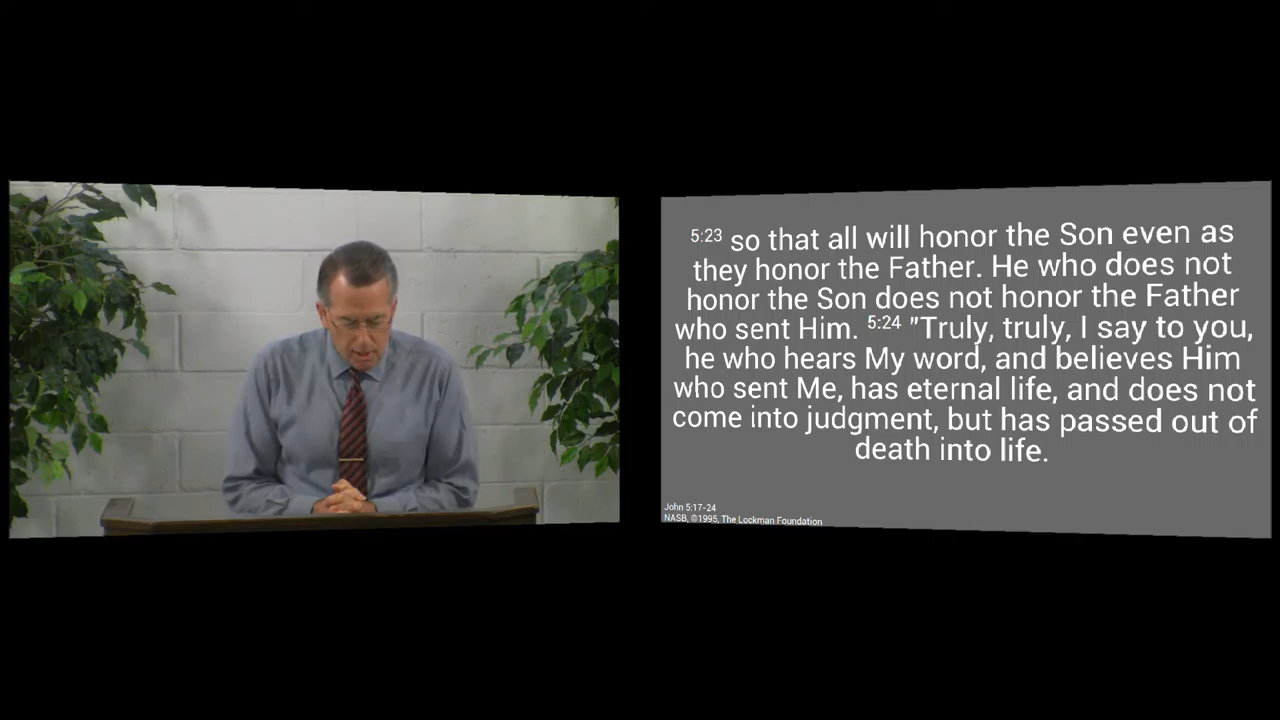 5:23 so that all will honor the Son even as
they honor the Father. He who does not
honor the Son does not honor the Father
who sent Him. 5:24 "Truly, truly, I say to you,
he who hears My word, and believes Him
who sent Me, has eternal life, and does not
come into judgment, but has passed out of
death into life.
John 5:17-24
NASB, ©1995, The Lockman Foundation